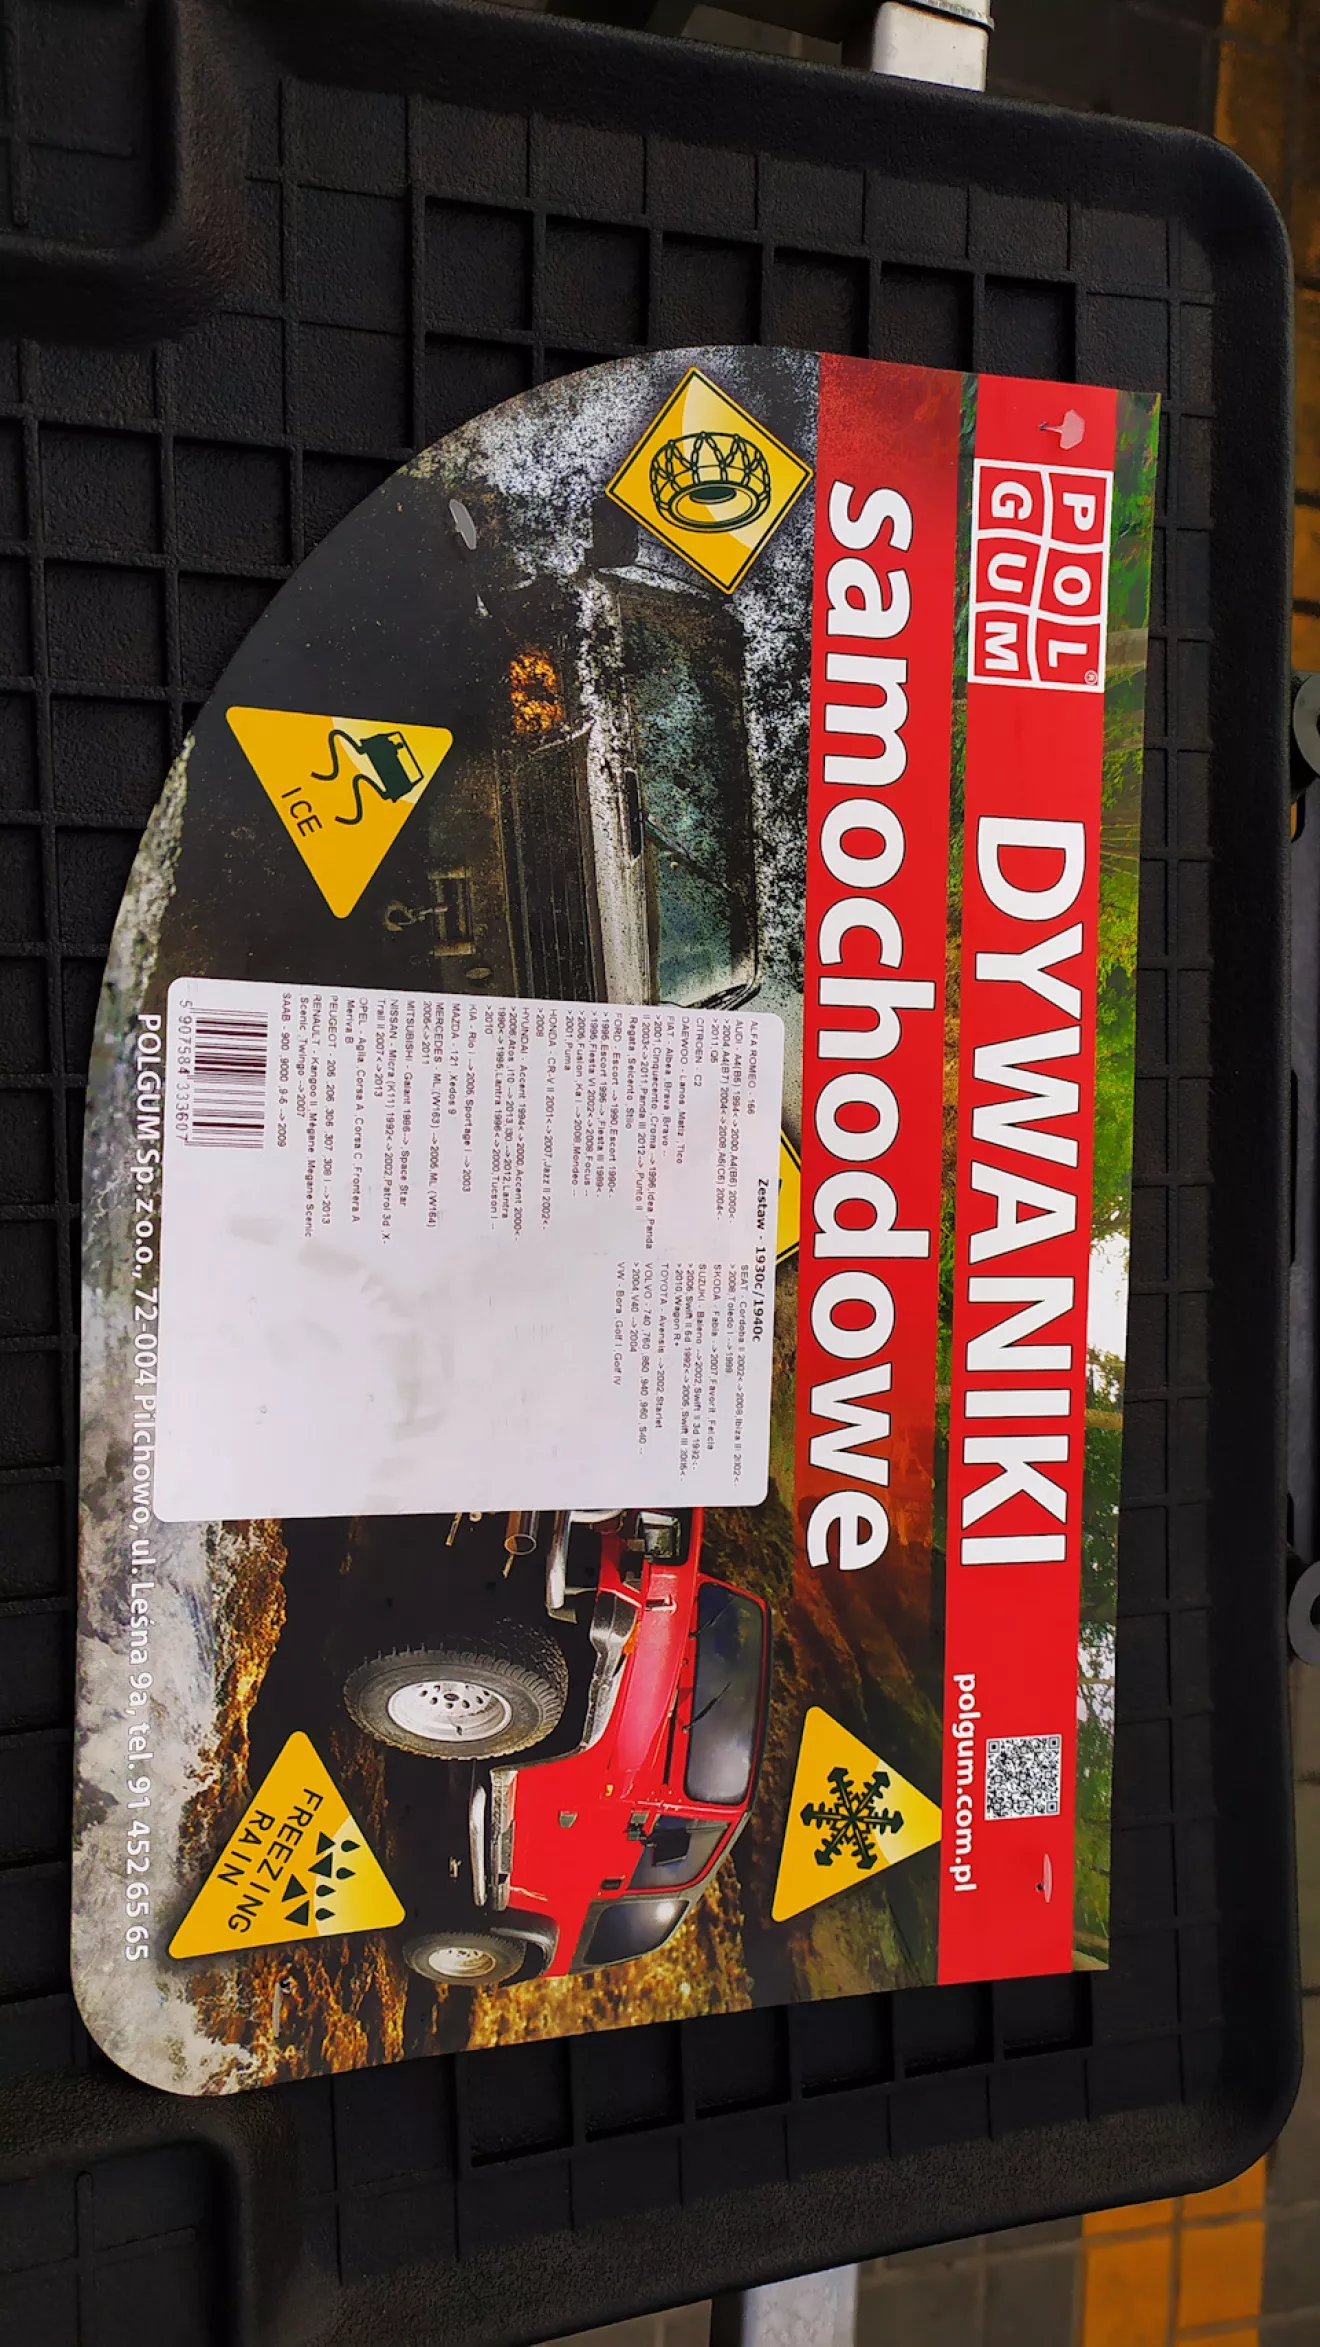 POL
GUM®
DYWANIKI
polgum.com.pl
samochodowe
ICE
FREEZING
RAIN
Zestaw - 1930c/1940c
ALFA ROMEO - 156
AUDI - A4(B5) 1994<->2000,A4(B6) 2000<-
>2004,A4(B7) 2004<->2008,A6(C6) 2004<-
>2011,Q5
CITROEN - C2
DAEWOO - Lanos ,Matiz ,Tico
FIAT - Albea ,Brava ,Bravo --
>2001,Cinquecento ,Croma -->1996,Idea ,Panda
II 2003<->2011,Panda III 2012-->,Punto II
Regata ,Seicento ,Stilo
FORD - Escort -->1990,Escort 1990<-
>1995,Escort 1995 -->,Fiesta III 1989<-
>1995,Fiesta VI 2002<->2008,Focus --
>2005,Fusion ,Ka I -->2008,Mondeo --
>2001,Puma
HONDA - CR-V II 2001<->2007,Jazz II 2002<-
>2008
HYUNDAI - Accent 1994<->2000,Accent 2000<-
>2006,Atos ,I10 -->2013,I30 -->2012,Lantra
1990<->1995,Lantra 1996<->2000,Tucson I --
>2010
KIA - Rio I -->2005,Sportage I -->2003
MAZDA - 121 ,Xedos 9
MERCEDES - ML (W163) -->2005,ML (W164)
2005<->2011
MITSUBISHI - Galant 1988-->,Space Star
NISSAN - Micra (K11) 1992<->2002,Patrol 3d ,X-
Trail II 2007<->2013
OPEL - Agila ,Corsa A ,Corsa C ,Frontera A
Meriva B
PEUGEOT - 205 ,206 ,306 ,307 ,308 I -->2013
RENAULT - Kangoo II ,Megane ,Megane Scenic
Scenic ,Twingo -->2007
SAAB - 900 ,9000 ,9-5 -->2009
SEAT - Cordoba II 2002<->2009,Ibiza III 2002<-
>2008,Toledo I -->1999
SKODA - Fabia -->2007,Favorit ,Felicia
SUZUKI - Baleno -->2002,Swift II 3d 1992<-
>2005,Swift II 5d 1992<->2005,Swift III 2005<-
>2010,Wagon R+
TOYOTA - Avensis -->2002,Starlet
VOLVO - 740 ,760 ,850 ,940 ,960 ,S40 --
>2004,V40 -->2004
VW - Bora ,Golf I ,Golf IV
5907584333607
POLGUM Sp. z o.o., 72-004 Pilchowo, ul. Leśna 9a, tel. 91 452 65 65